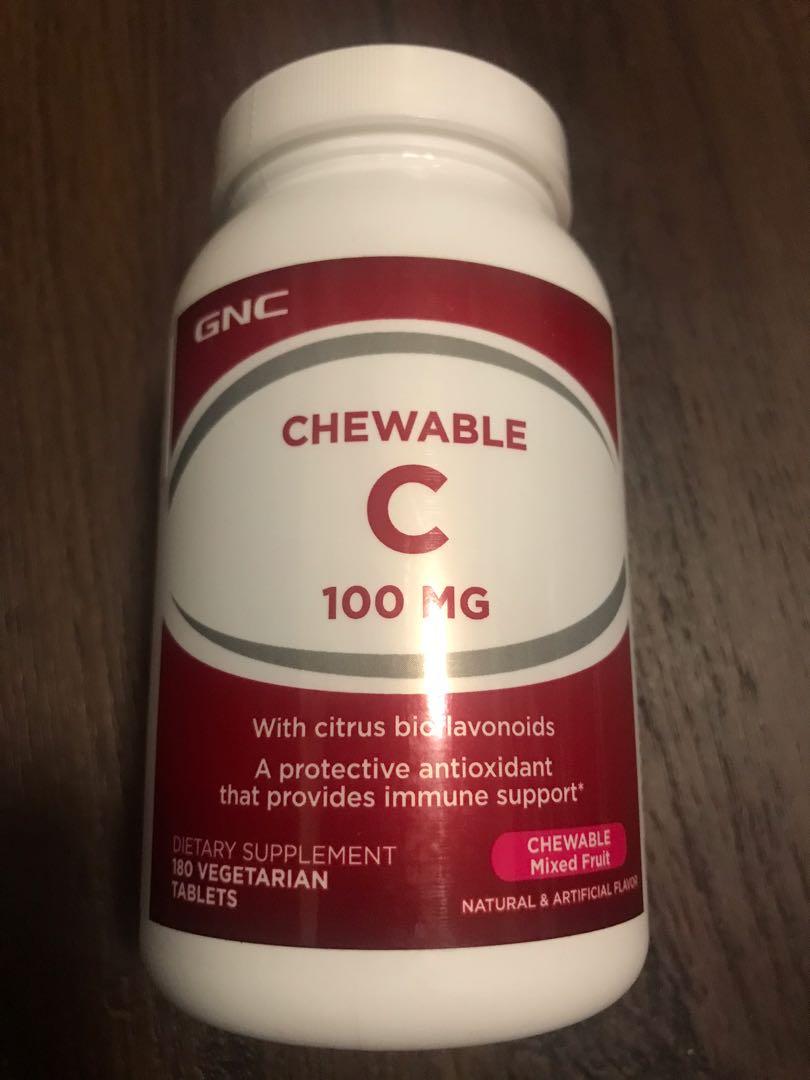 GNC
CHEWABLE
C
100 MG
With citrus bioflavonoids
A protective antioxidant
that provides immune support*
DIETARY SUPPLEMENT
180 VEGETARIAN
TABLETS
CHEWABLE
Mixed Fruit
NATURAL & ARTIFICIAL FLAVOR